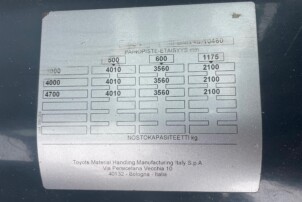 PAINOPISTE-ETÄISYYS mm
500 600 1175
4010 3560 2100
4000 4010 3560 2100
4700 4010 3560 2100
NOSTOKAPASITEETTI kg
Toyota Material Handling Manufacturing Italy S.p.A.
via Persicetana Vecchia 10
40132 - Bologna - Italia